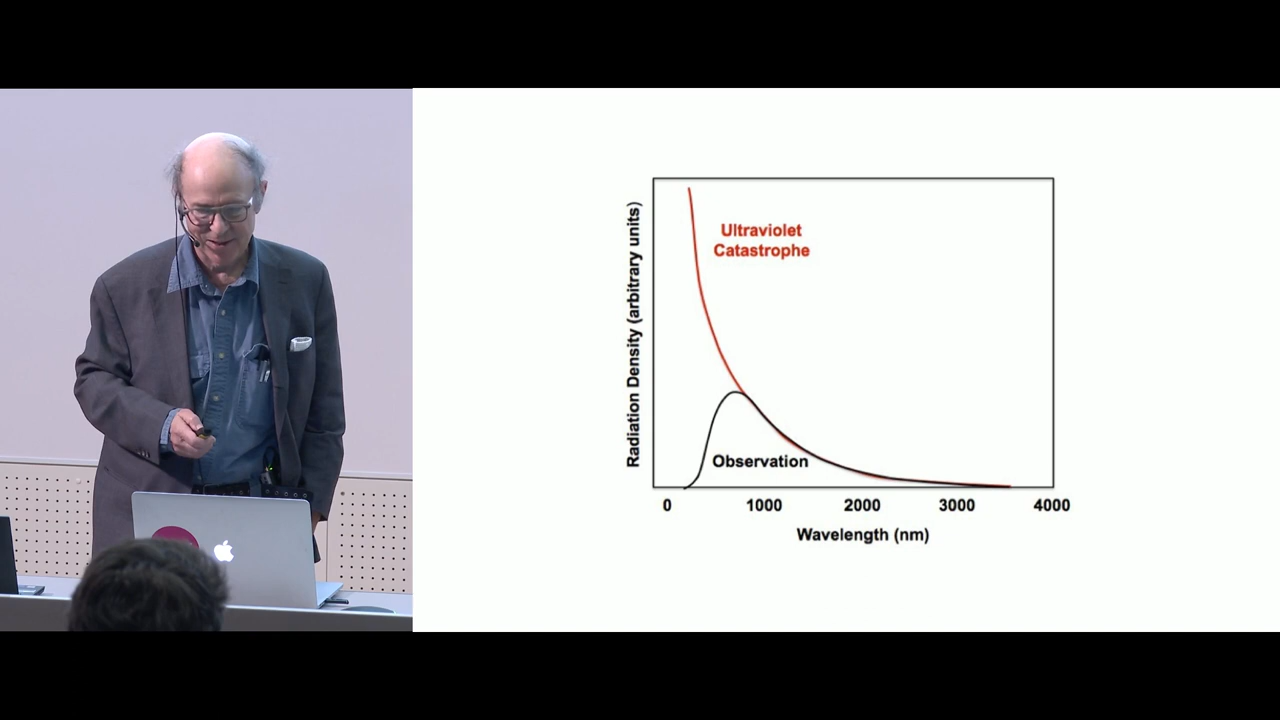 Ultraviolet
Catastrophe
Radiation Density (arbitrary units)
Observation
0 1000 2000 3000 4000
Wavelength (nm)